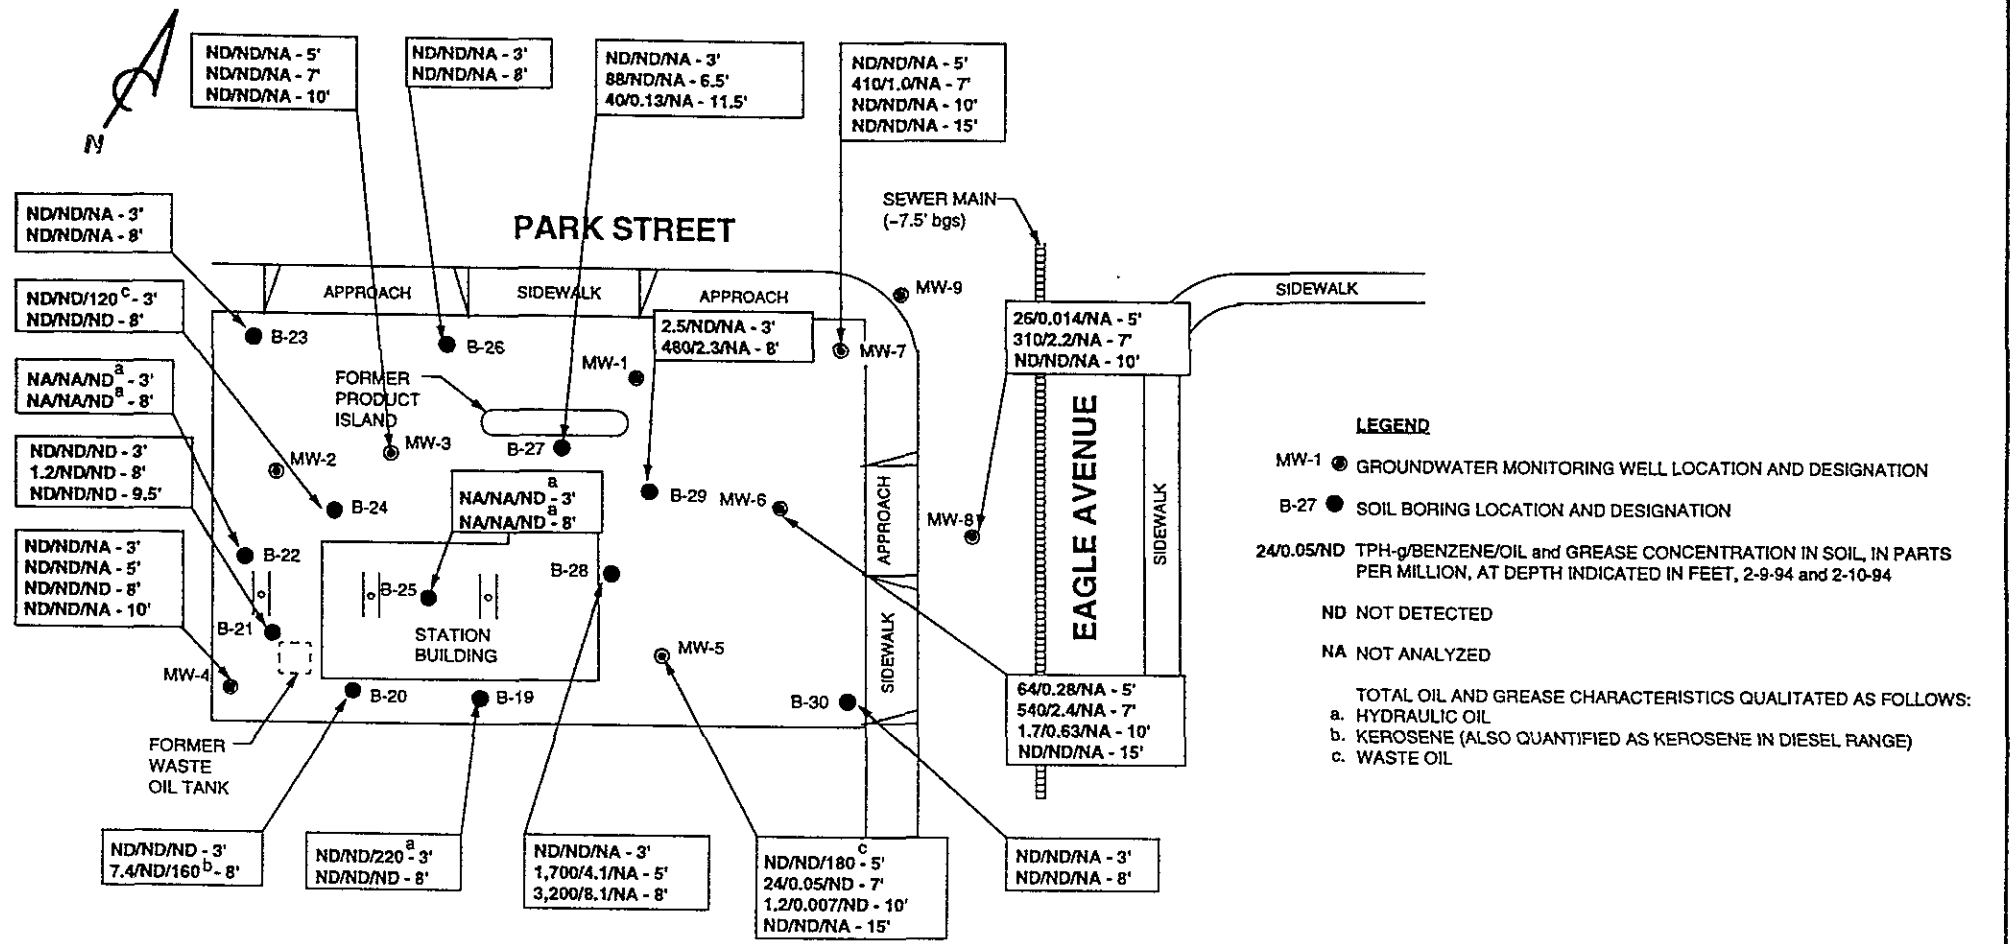 N
ND/ND/NA - 5'
ND/ND/NA - 7'
ND/ND/NA - 10'
ND/ND/NA - 3'
ND/ND/NA - 8'
ND/ND/NA - 3'
88/ND/NA - 6.5'
40/0.13/NA - 11.5'
ND/ND/NA - 5'
410/1.0/NA - 7'
ND/ND/NA - 10'
ND/ND/NA - 15'
ND/ND/NA - 3'
ND/ND/NA - 8'
PARK STREET
SEWER MAIN
(~7.5' bgs)
ND/ND/120 c - 3'
ND/ND/ND - 8'
APPROACH
SIDEWALK
APPROACH
MW-9
SIDEWALK
B-23
B-26
2.5/ND/NA - 3'
480/2.3/NA - 8'
MW-7
26/0.014/NA - 5'
310/2.2/NA - 7'
ND/ND/NA - 10'
MW-1
NA/NA/ND a - 3'
NA/NA/ND a - 8'
FORMER
PRODUCT
ISLAND
MW-3
B-27
ND/ND/ND - 3'
1.2/ND/ND - 8'
ND/ND/ND - 9.5'
MW-2
B-24
NA/NA/ND a - 3'
NA/NA/ND a - 8'
B-29
MW-6
APPROACH
MW-8
EAGLE AVENUE
SIDEWALK
ND/ND/NA - 3'
ND/ND/NA - 5'
ND/ND/ND - 8'
ND/ND/NA - 10'
B-22
B-25
B-28
B-21
STATION
BUILDING
MW-5
SIDEWALK
MW-4
B-20
B-19
B-30
64/0.28/NA - 5'
540/2.4/NA - 7'
1.7/0.63/NA - 10'
ND/ND/NA - 15'
FORMER
WASTE
OIL TANK
ND/ND/ND - 3'
7.4/ND/160 b - 8'
ND/ND/220 a - 3'
ND/ND/ND - 8'
ND/ND/NA - 3'
1,700/4.1/NA - 5'
3,200/8.1/NA - 8'
ND/ND/180 c - 5'
24/0.05/ND - 7'
1.2/0.007/ND - 10'
ND/ND/NA - 15'
ND/ND/NA - 3'
ND/ND/NA - 8'
LEGEND
MW-1 GROUNDWATER MONITORING WELL LOCATION AND DESIGNATION
B-27 SOIL BORING LOCATION AND DESIGNATION
24/0.05/ND TPH-g/BENZENE/OIL and GREASE CONCENTRATION IN SOIL, IN PARTS
PER MILLION, AT DEPTH INDICATED IN FEET, 2-9-94 and 2-10-94
ND NOT DETECTED
NA NOT ANALYZED
TOTAL OIL AND GREASE CHARACTERISTICS QUALITATED AS FOLLOWS:
a. HYDRAULIC OIL
b. KEROSENE (ALSO QUANTIFIED AS KEROSENE IN DIESEL RANGE)
c. WASTE OIL